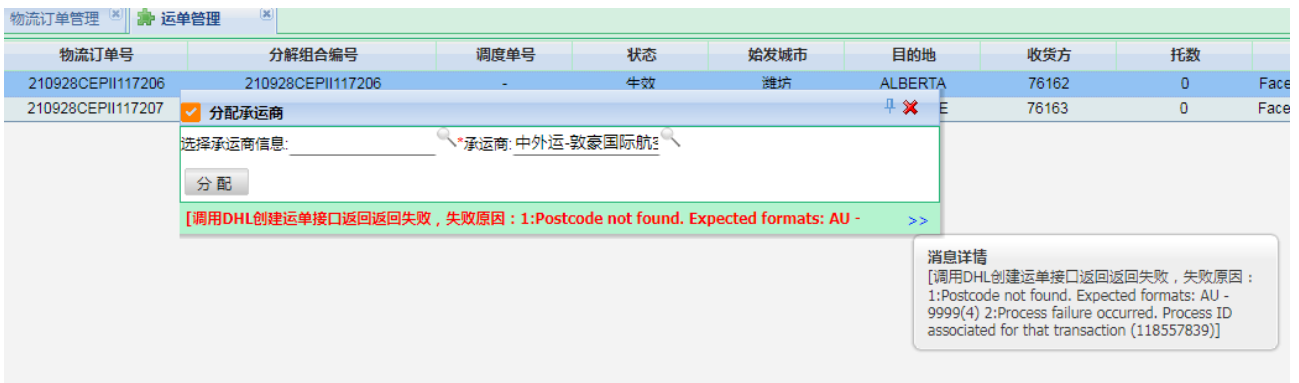 物流订单管理 运单管理
物流订单号 分解组合编号 调度单号 状态 始发城市 目的地 收货方 托数
210928CEPII117206 210928CEPII117206 - 生效 潍坊 ALBERTA 76162 0 Face
210928CEPII117207 E 76163 0 Face
分配承运商
选择承运商信息: *承运商: 中外运-敦豪国际航
分 配
[调用DHL创建运单接口返回返回失败，失败原因：1:Postcode not found. Expected formats: AU - >>
消息详情
[调用DHL创建运单接口返回返回失败，失败原因：
1:Postcode not found. Expected formats: AU -
9999(4) 2:Process failure occurred. Process ID
associated for that transaction (118557839)]